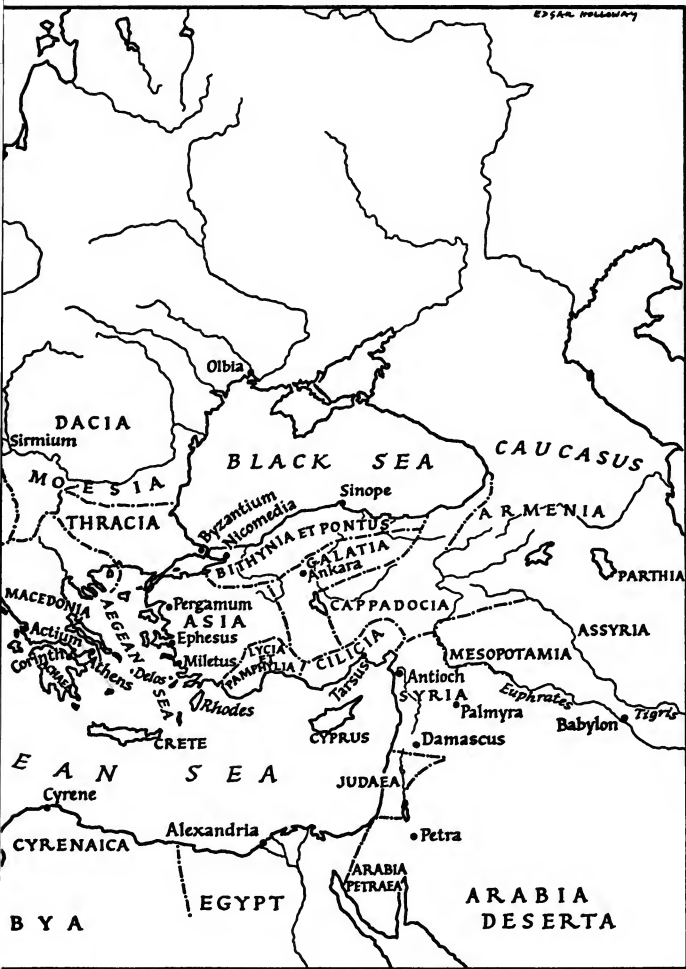 EDGAR HOLLOWAY
Olbia
DACIA
Sirmium
BLACK SEA
CAUCASUS
MOESIA
Sinope
ARMENIA
THRACIA
Byzantium
Nicomedia
BITHYNIA ET PONTUS
GALATIA
Ankara
PARTHIA
MACEDONIA
AEGEAN SEA
Pergamum
ASIA
CAPPADOCIA
Actium
Ephesus
ASSYRIA
Corinth
ACHAEA
Athens
Delos
Miletus
LYCIA
ET
PAMPHYLIA
CILICIA
Tarsus
MESOPOTAMIA
Antioch
SYRIA
Euphrates
Tigris
Rhodes
Palmyra
Babylon
CRETE
CYPRUS
Damascus
EAN SEA
JUDAEA
Cyrene
Alexandria
Petra
CYRENAICA
ARABIA
PETRAEA
EGYPT
ARABIA
DESERTA
BYA